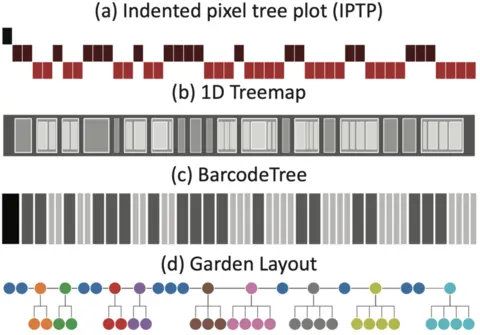 (a) Indented pixel tree plot (IPTP)
(b) 1D Treemap
(c) BarcodeTree
(d) Garden Layout